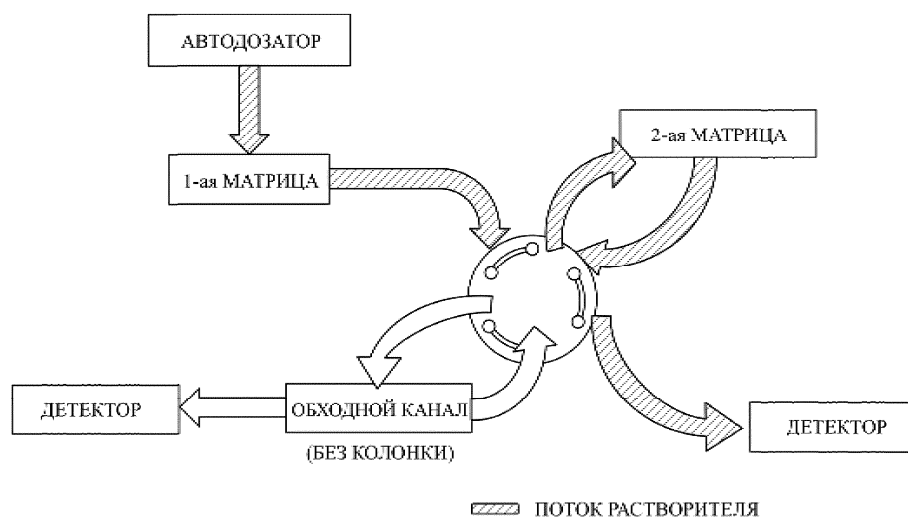 АВТОДОЗАТОР
2-ая МАТРИЦА
1-ая МАТРИЦА
ДЕТЕКТОР
ОБХОДНОЙ КАНАЛ
(БЕЗ КОЛОНКИ)
ДЕТЕКТОР
ПОТОК РАСТВОРИТЕЛЯ